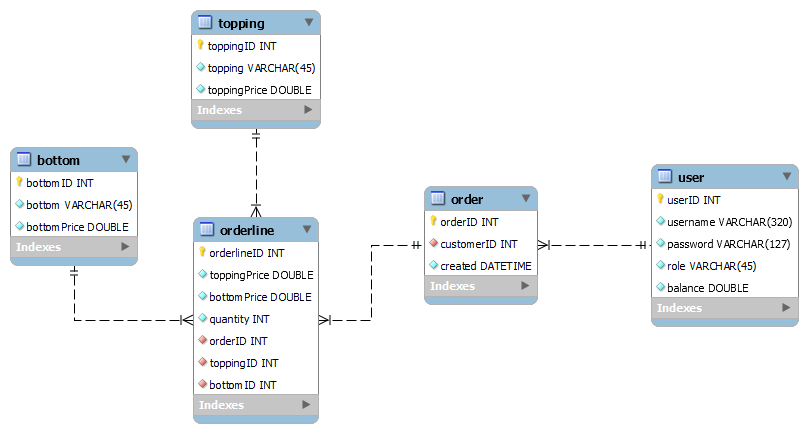 topping
toppingID INT
topping VARCHAR(45)
toppingPrice DOUBLE
Indexes
bottom
bottomID INT
bottom VARCHAR(45)
bottomPrice DOUBLE
Indexes
orderline
orderlineID INT
toppingPrice DOUBLE
bottomPrice DOUBLE
quantity INT
orderID INT
toppingID INT
bottomID INT
Indexes
order
orderID INT
customerID INT
created DATETIME
Indexes
user
userID INT
username VARCHAR(320)
password VARCHAR(127)
role VARCHAR(45)
balance DOUBLE
Indexes